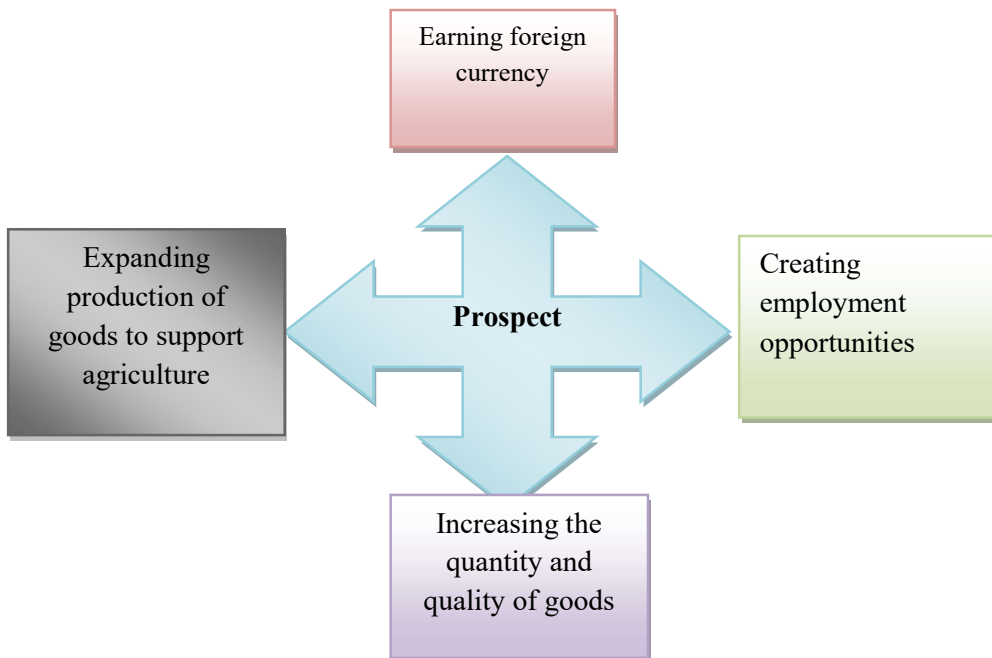 Earning foreign
currency
Expanding
production of
goods to support
agriculture
Prospect
Creating
employment
opportunities
Increasing the
quantity and
quality of goods